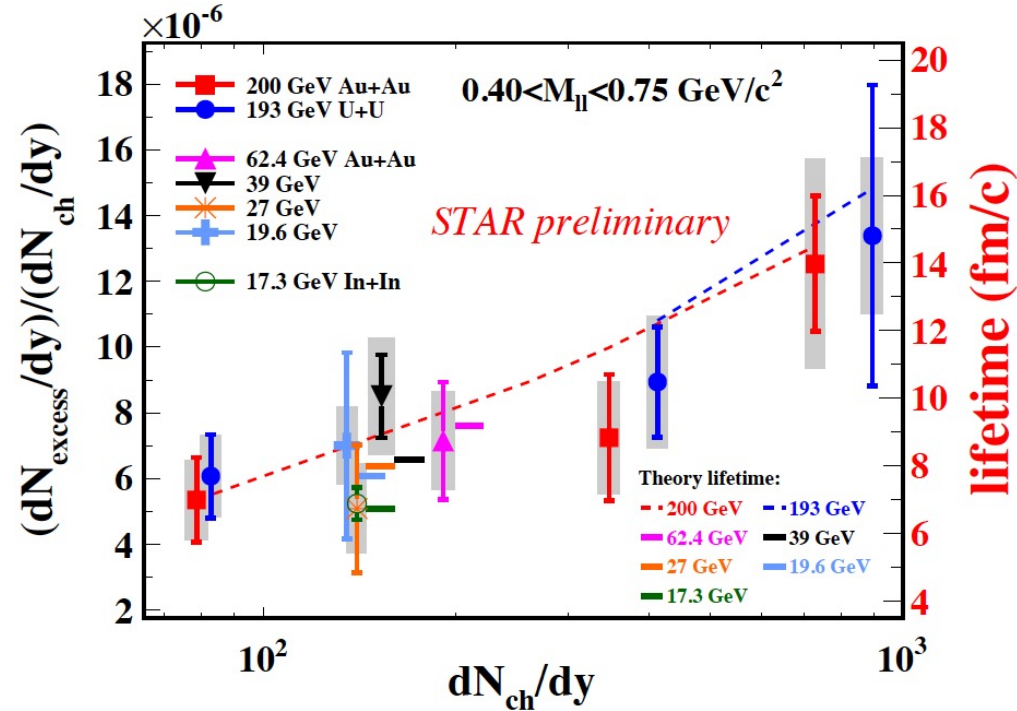 ×10⁻⁶
(dN_excess/dy)/(dN_ch/dy)
18
16
14
12
10
8
6
4
2
200 GeV Au+Au
193 GeV U+U
62.4 GeV Au+Au
39 GeV
27 GeV
19.6 GeV
17.3 GeV In+In
0.40<M_ll<0.75 GeV/c²
STAR preliminary
Theory lifetime:
200 GeV 193 GeV
62.4 GeV 39 GeV
27 GeV 19.6 GeV
17.3 GeV
20
18
16
14
12
10
8
6
4
lifetime (fm/c)
10² 10³
dN_ch/dy